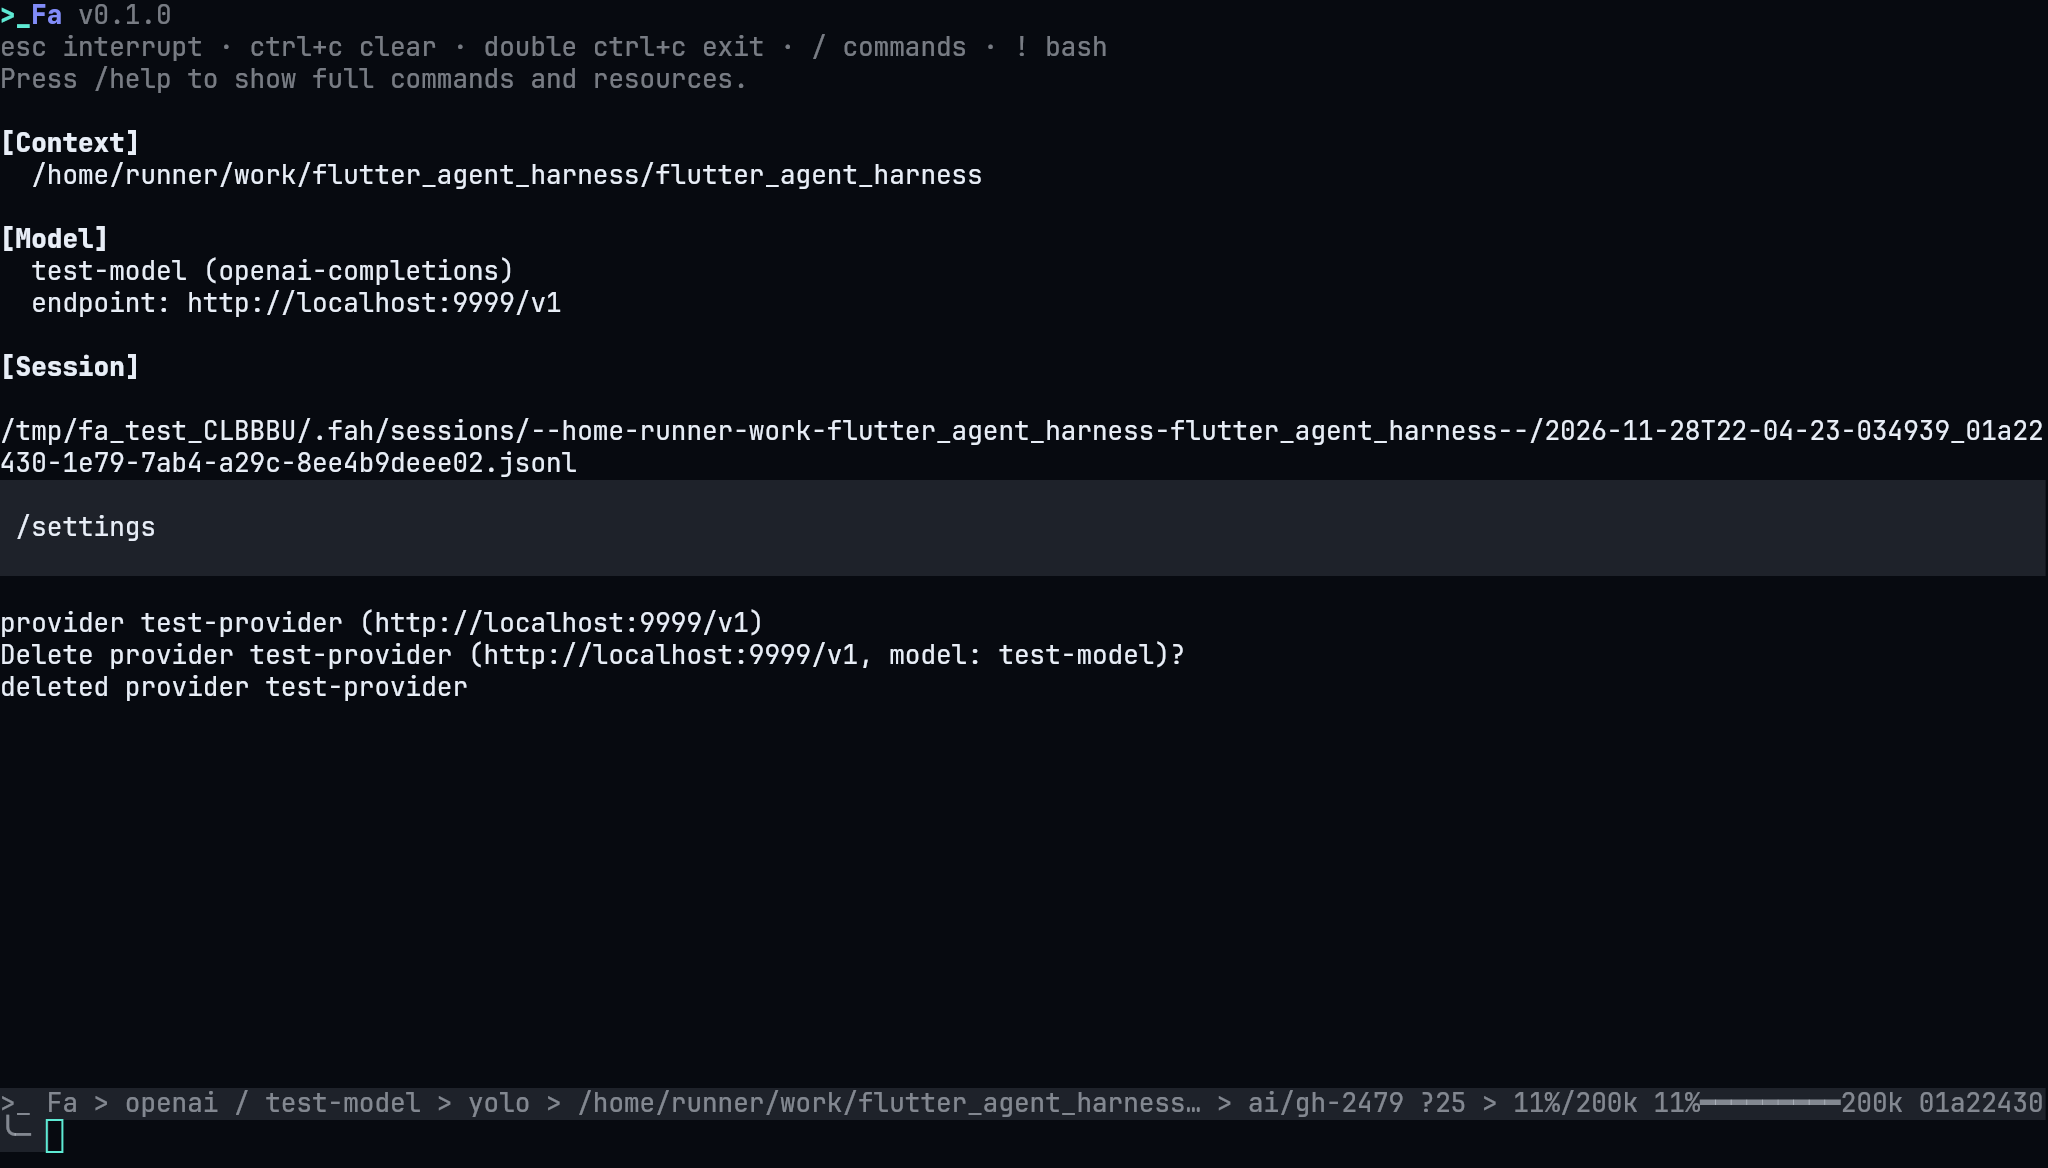 >_Fa v0.1.0
esc interrupt · ctrl+c clear · double ctrl+c exit · / commands · ! bash
Press /help to show full commands and resources.
[Context]
/home/runner/work/flutter_agent_harness/flutter_agent_harness
[Model]
test-model (openai-completions)
endpoint: http://localhost:9999/v1
[Session]
/tmp/fa_test_CLBBBU/.fah/sessions/--home-runner-work-flutter_agent_harness-flutter_agent_harness--/2026-11-28T22-04-23-034939_01a22
430-1e79-7ab4-a29c-8ee4b9deee02.jsonl
/settings
provider test-provider (http://localhost:9999/v1)
Delete provider test-provider (http://localhost:9999/v1, model: test-model)?
deleted provider test-provider
>_ Fa > openai / test-model > yolo > /home/runner/work/flutter_agent_harness… > ai/gh-2479 ?25 > 11%/200k 11%━━━━━━━━━200k 01a22430
╰─